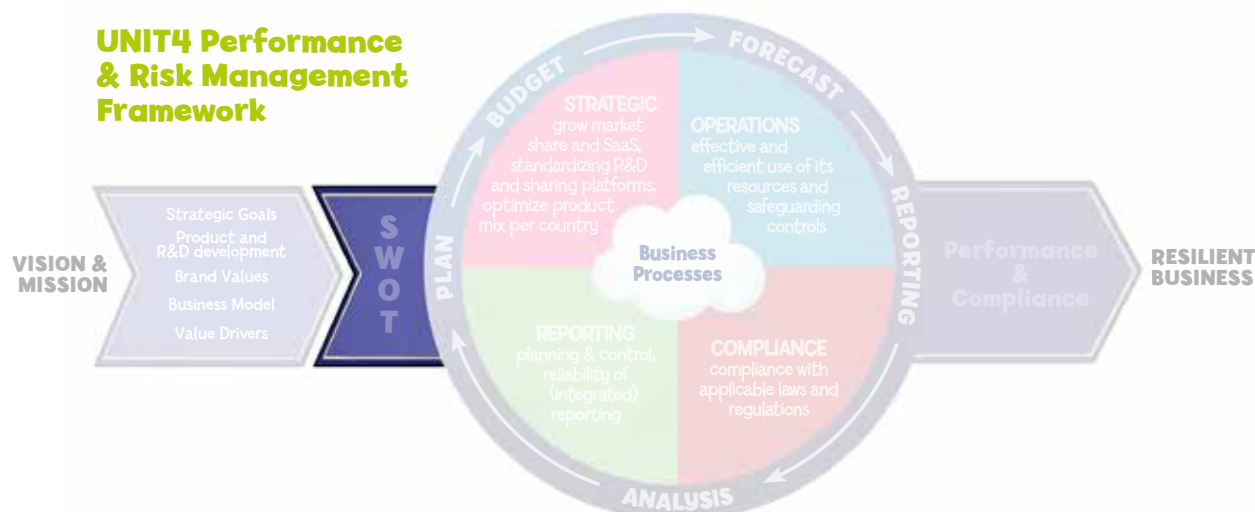 UNIT4 Performance
& Risk Management
Framework
VISION &
MISSION
Strategic Goals
Product and
R&D development
Brand Values
Business Model
Value Drivers
S
W
O
T
PLAN
BUDGET
FORECAST
REPORTING
ANALYSIS
STRATEGIC
grow market
share and SaaS,
standardizing R&D
and sharing platforms,
optimize product
mix per country
OPERATIONS
effective and
efficient use of its
resources and
safeguarding
controls
Business
Processes
REPORTING
planning & control,
reliability of
(integrated)
reporting
COMPLIANCE
compliance with
applicable laws and
regulations
Performance
&
Compliance
RESILIENT
BUSINESS